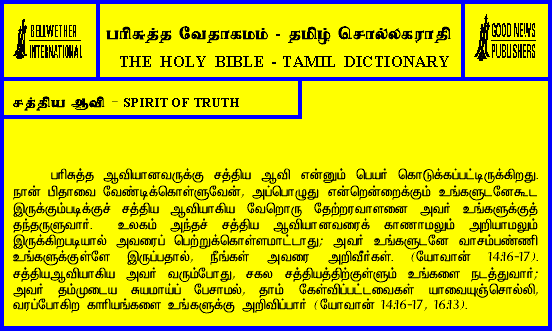 BELLWETHER
INTERNATIONAL
பரிசுத்த வேதாகமம் - தமிழ் சொல்லகராதி
THE HOLY BIBLE - TAMIL DICTIONARY
GOOD NEWS
PUBLISHERS
சத்திய ஆவி - SPIRIT OF TRUTH
பரிசுத்த ஆவியானவருக்கு சத்திய ஆவி என்னும் பெயர் கொடுக்கப்பட்டிருக்கிறது.
நான் பிதாவை வேண்டிக்கொள்ளுவேன், அப்பொழுது என்றென்றைக்கும் உங்களுடனேகூட
இருக்கும்படிக்குச் சத்திய ஆவியாகிய வேறொரு தேற்றரவாளனை அவர் உங்களுக்குத்
தந்தருளுவார். உலகம் அந்தச் சத்திய ஆவியானவரைக் காணாமலும் அறியாமலும்
இருக்கிறபடியால் அவரைப் பெற்றுக்கொள்ளமாட்டாது; அவர் உங்களுடனே வாசம்பண்ணி
உங்களுக்குள்ளே இருப்பதால், நீங்கள் அவரை அறிவீர்கள். (யோவான் 14:16-17).
சத்தியஆவியாகிய அவர் வரும்போது, சகல சத்தியத்திற்குள்ளும் உங்களை நடத்துவார்;
அவர் தம்முடைய சுயமாய்ப் பேசாமல், தாம் கேள்விப்பட்டவைகள் யாவையுஞ்சொல்லி,
வரப்போகிற காரியங்களை உங்களுக்கு அறிவிப்பார் (யோவான் 14:16-17, 16:13).